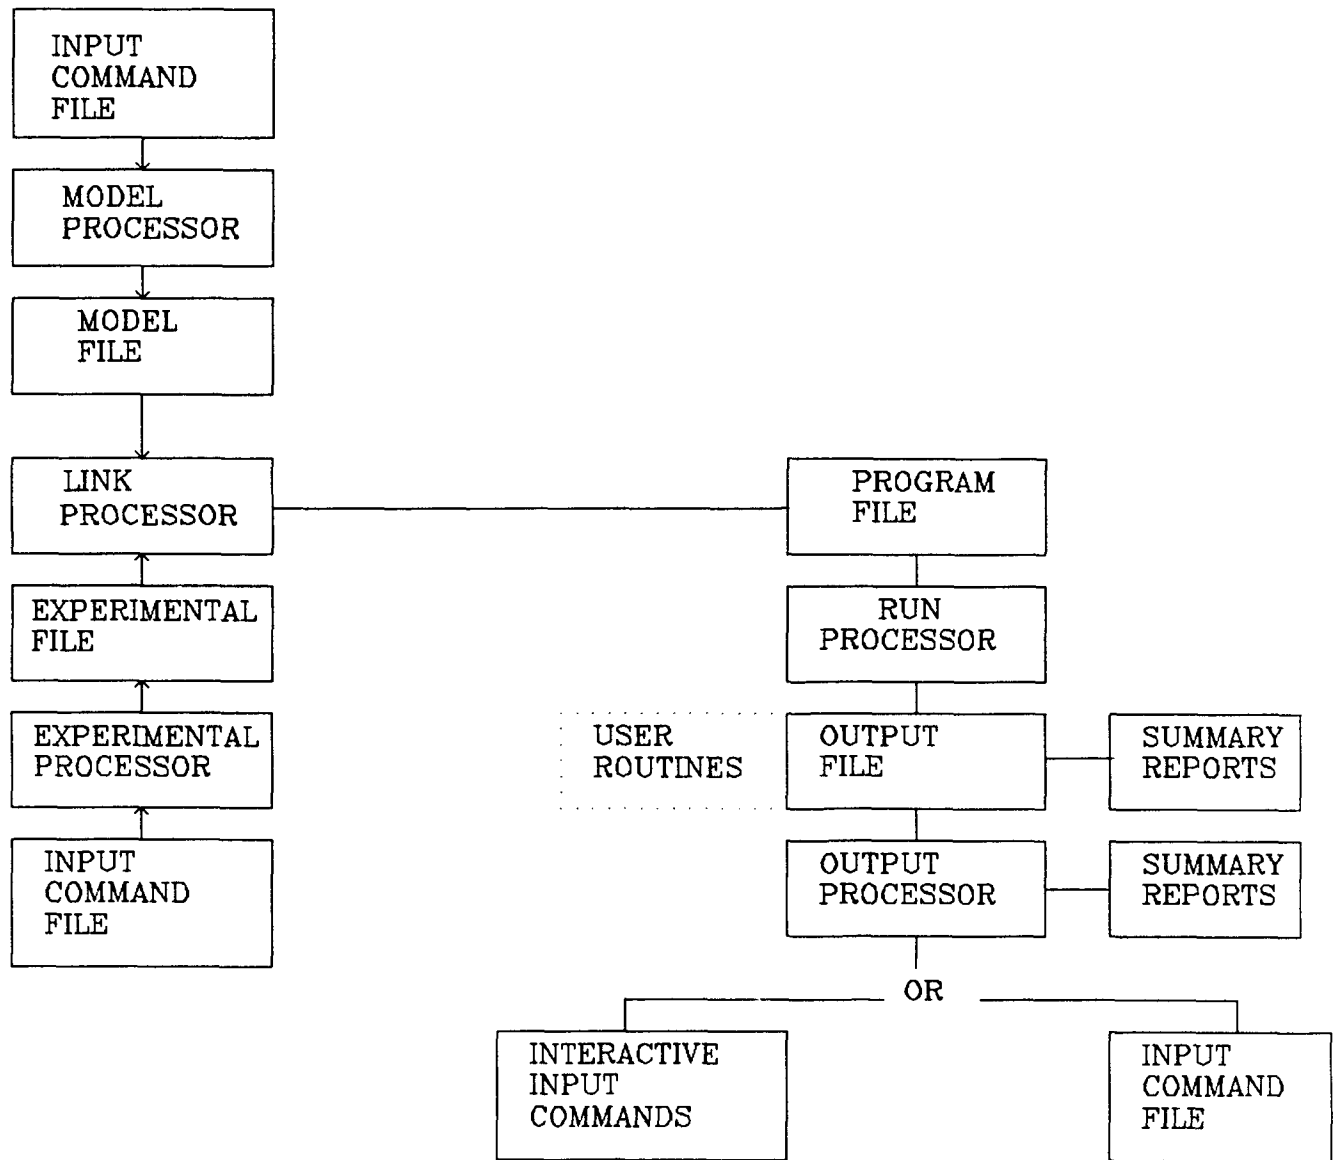 INPUT
COMMAND
FILE
MODEL
PROCESSOR
MODEL
FILE
LINK
PROCESSOR
PROGRAM
FILE
EXPERIMENTAL
FILE
RUN
PROCESSOR
EXPERIMENTAL
PROCESSOR
USER
ROUTINES
OUTPUT
FILE
SUMMARY
REPORTS
INPUT
COMMAND
FILE
OUTPUT
PROCESSOR
SUMMARY
REPORTS
OR
INTERACTIVE
INPUT
COMMANDS
INPUT
COMMAND
FILE